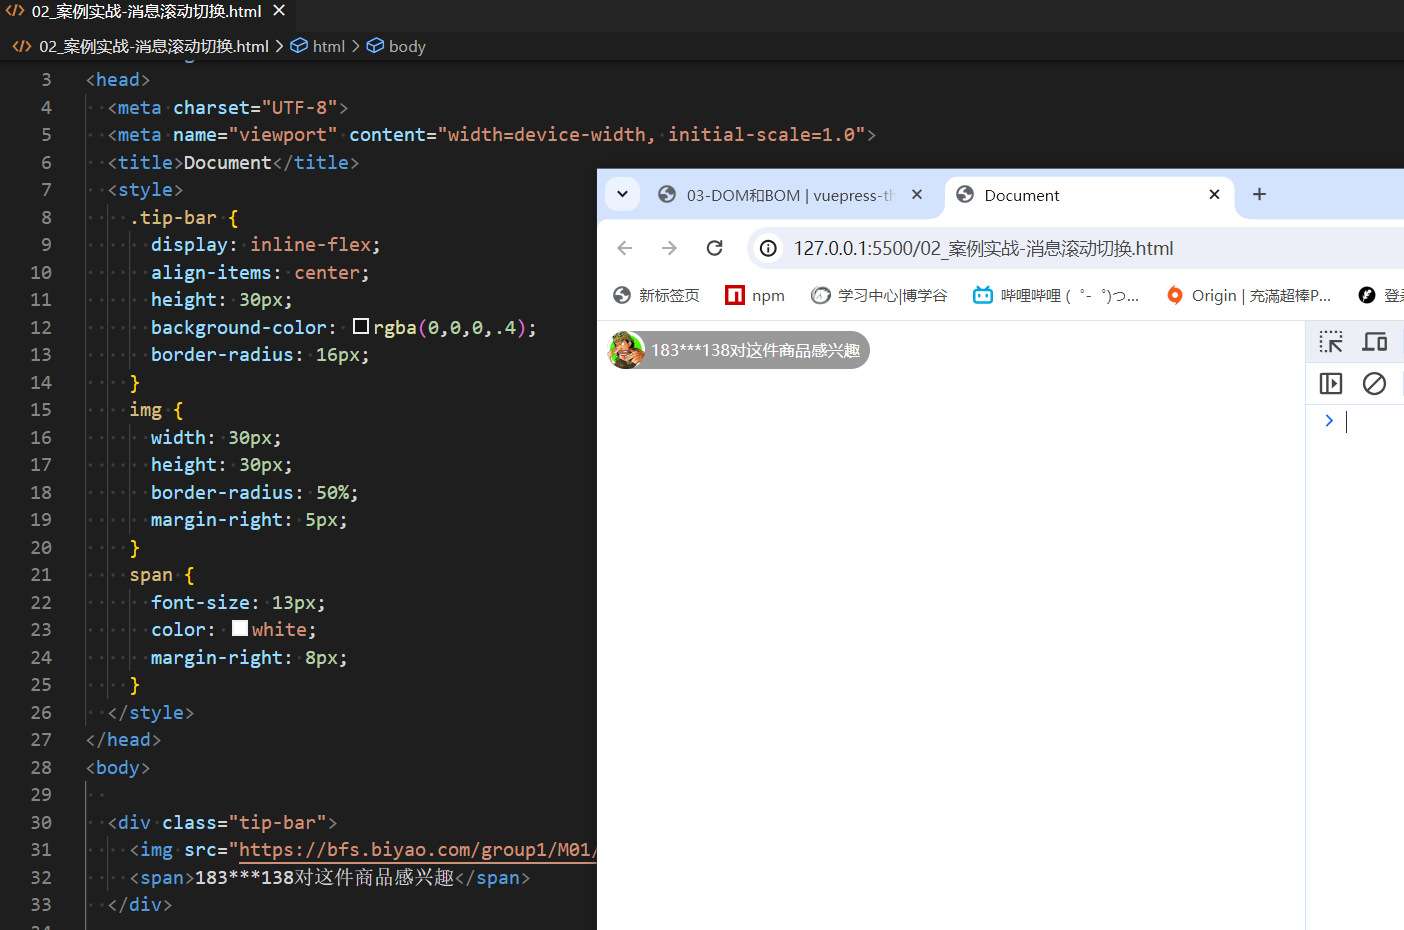 02_案例实战-消息滚动切换.html
02_案例实战-消息滚动切换.html > html > body
3 <head>
4 <meta charset="UTF-8">
5 <meta name="viewport" content="width=device-width, initial-scale=1.0">
6 <title>Document</title>
7 <style>
8 .tip-bar {
9 display: inline-flex;
10 align-items: center;
11 height: 30px;
12 background-color: rgba(0,0,0,.4);
13 border-radius: 16px;
14 }
15 img {
16 width: 30px;
17 height: 30px;
18 border-radius: 50%;
19 margin-right: 5px;
20 }
21 span {
22 font-size: 13px;
23 color: white;
24 margin-right: 8px;
25 }
26 </style>
27 </head>
28 <body>
29
30 <div class="tip-bar">
31 <img src="https://bfs.biyao.com/group1/M01/
32 <span>183***138对这件商品感兴趣</span>
33 </div>
03-DOM和BOM | vuepress-th
Document
127.0.0.1:5500/02_案例实战-消息滚动切换.html
新标签页 npm 学习中心|博学谷 哔哩哔哩 (゜-゜)つ... Origin | 充滿超棒P... 登
183***138对这件商品感兴趣